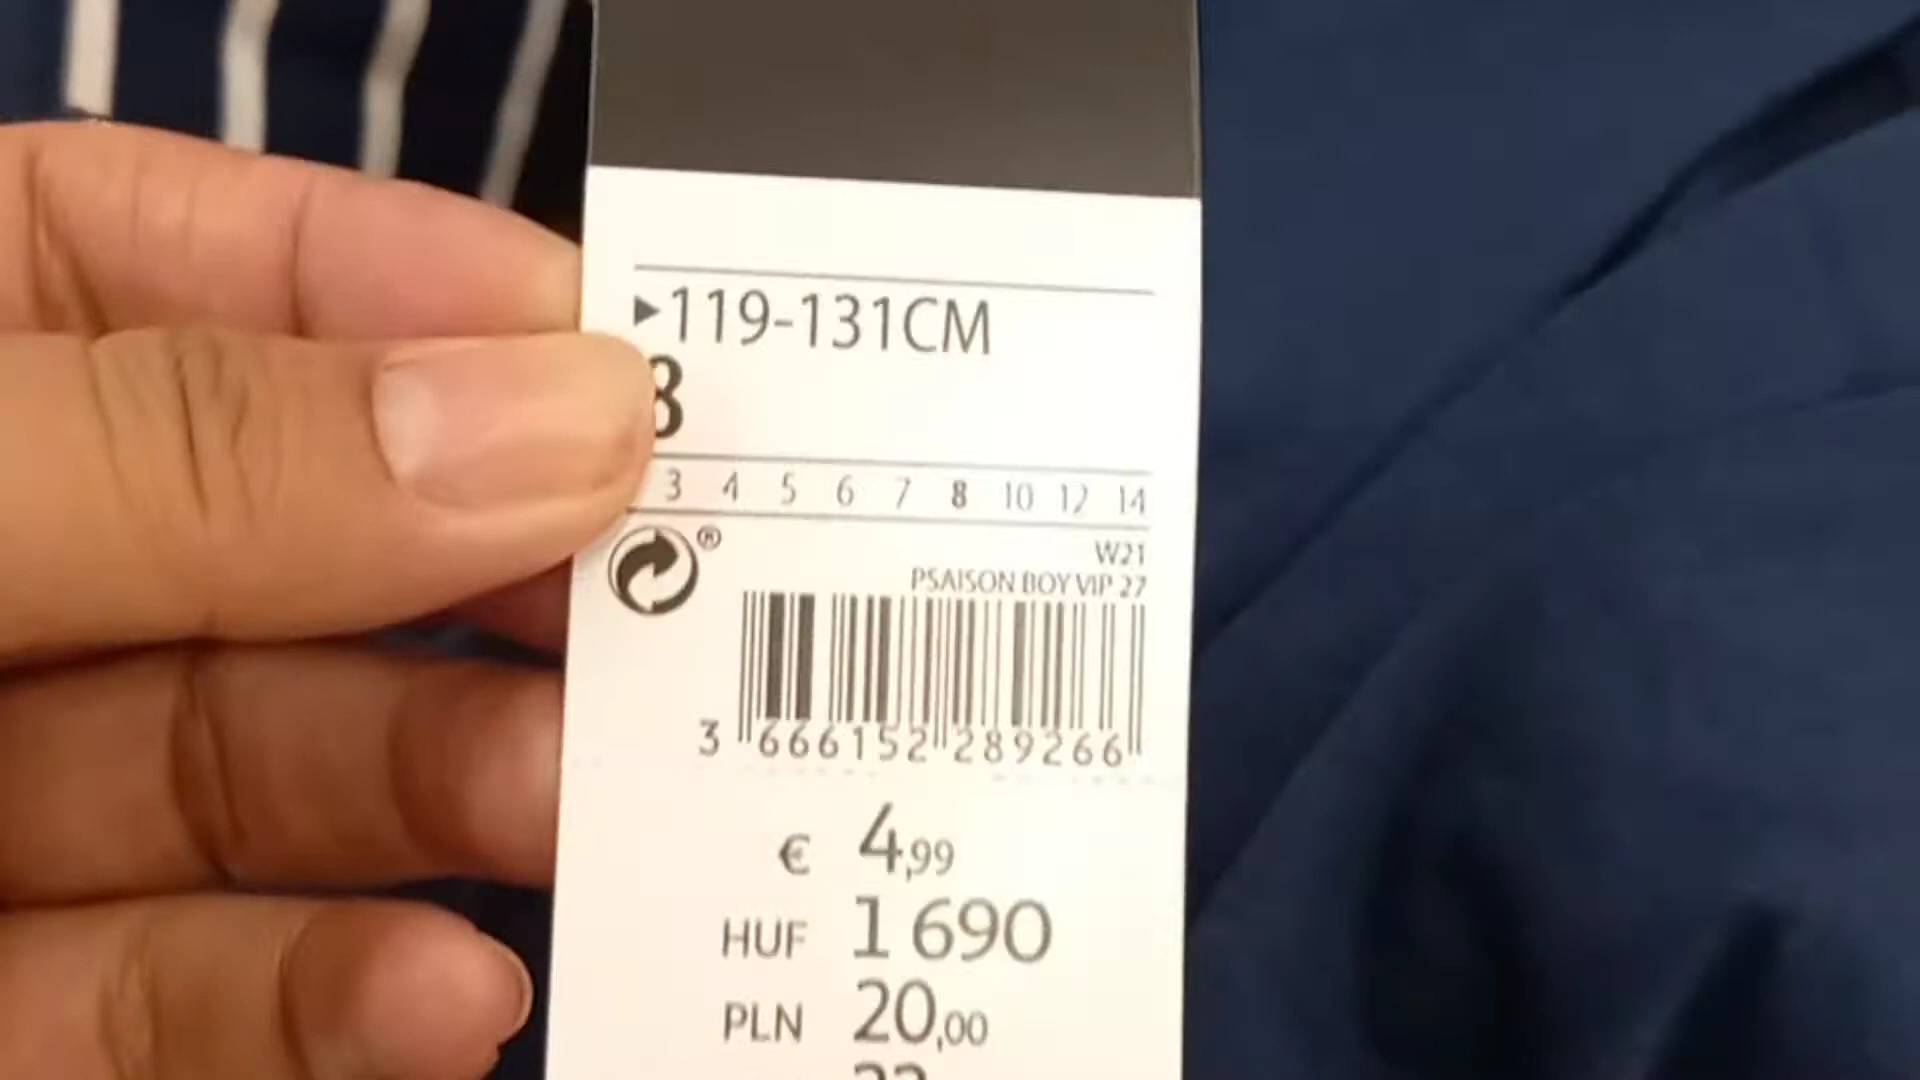 ▶119-131CM
8
3 4 5 6 7 8 10 12 14
®
W21
PSAISON BOY VIP 27
3 666152 289266
€ 4,99
HUF 1 690
PLN 20,00